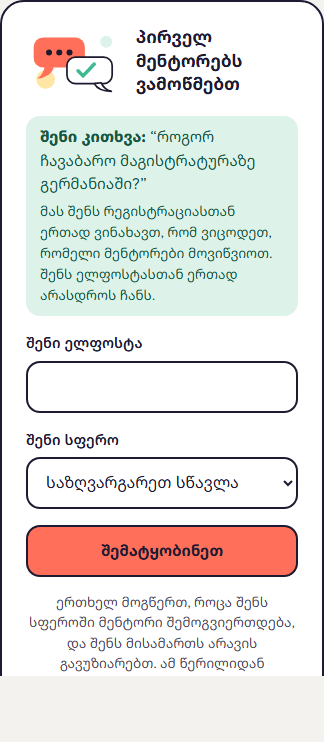 პირველ
მენტორებს
ვამოწმებთ
შენი კითხვა: “როგორ
ჩავაბარო მაგისტრატურაზე
გერმანიაში?”
მას შენს რეგისტრაციასთან
ერთად ვინახავთ, რომ ვიცოდეთ,
რომელი მენტორები მოვიწვიოთ.
შენს ელფოსტასთან ერთად
არასდროს ჩანს.
შენი ელფოსტა
შენი სფერო
საზღვარგარეთ სწავლა
შემატყობინეთ
ერთხელ მოგწერთ, როცა შენს
სფეროში მენტორი შემოგვიერთდება,
და შენს მისამართს არავის
გავუზიარებთ. ამ წერილიდან